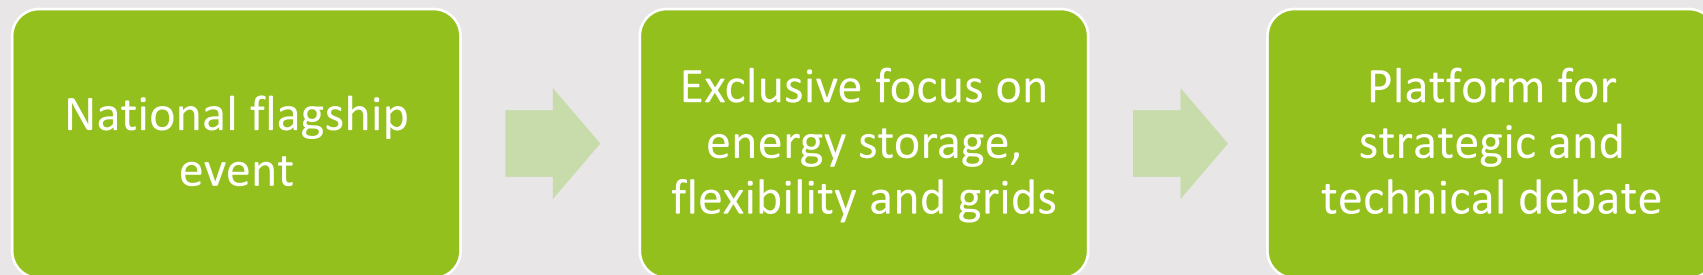 National flagship
event
Exclusive focus on
energy storage,
flexibility and grids
Platform for
strategic and
technical debate